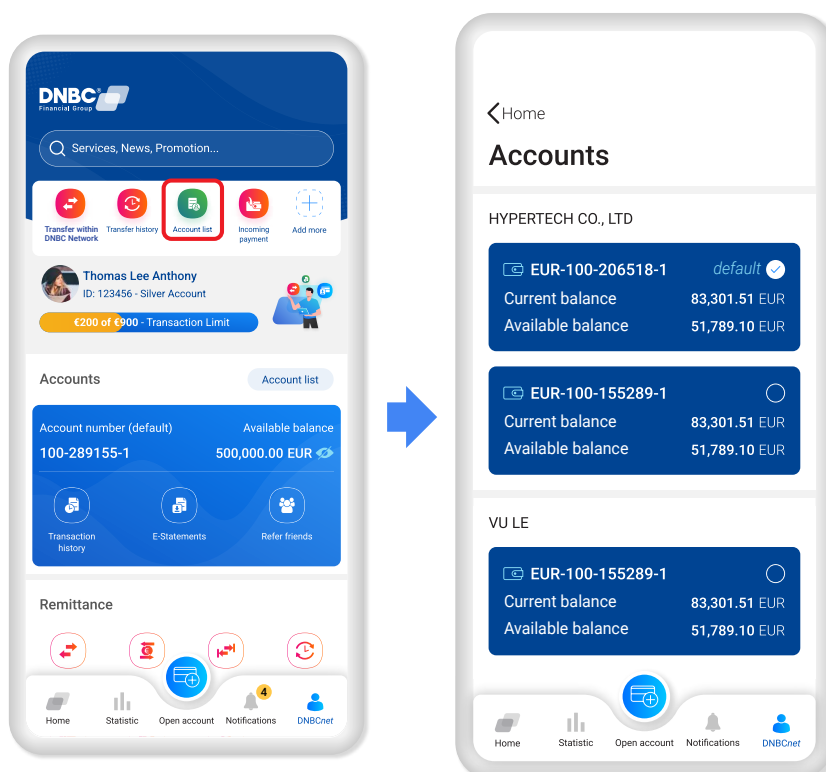 DNBC
Financial Group
Services, News, Promotion...
Transfer within
DNBC Network
Transfer history
Account list
Incoming
payment
Add more
Thomas Lee Anthony
ID: 123456 - Silver Account
€200 of €900 - Transaction Limit
Accounts
Account list
Account number (default)
Available balance
100-289155-1
500,000.00 EUR
Transaction
history
E-Statements
Refer friends
Remittance
4
Home
Statistic
Open account
Notifications
DNBCnet
Home
Accounts
HYPERTECH CO., LTD
EUR-100-206518-1 default
Current balance 83,301.51 EUR
Available balance 51,789.10 EUR
EUR-100-155289-1
Current balance 83,301.51 EUR
Available balance 51,789.10 EUR
VU LE
EUR-100-155289-1
Current balance 83,301.51 EUR
Available balance 51,789.10 EUR
Home
Statistic
Open account
Notifications
DNBCnet